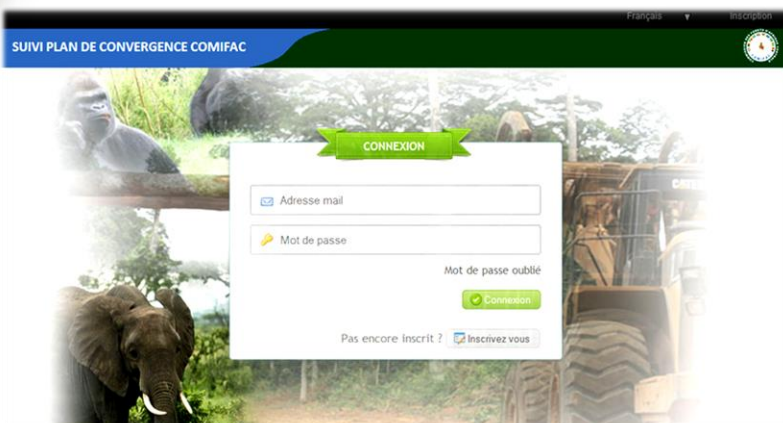 Français ▼ Inscription
SUIVI PLAN DE CONVERGENCE COMIFAC
CONNEXION
Adresse mail
Mot de passe
Mot de passe oublié
Connexion
Pas encore inscrit ? Inscrivez vous